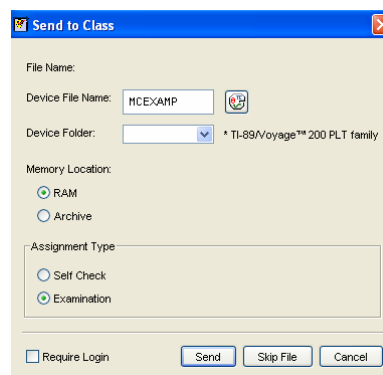 Send to Class
File Name:
Device File Name: MCEXAMP
Device Folder: * TI-89/Voyage™ 200 PLT family
Memory Location:
RAM
Archive
Assignment Type
Self Check
Examination
Require Login Send Skip File Cancel